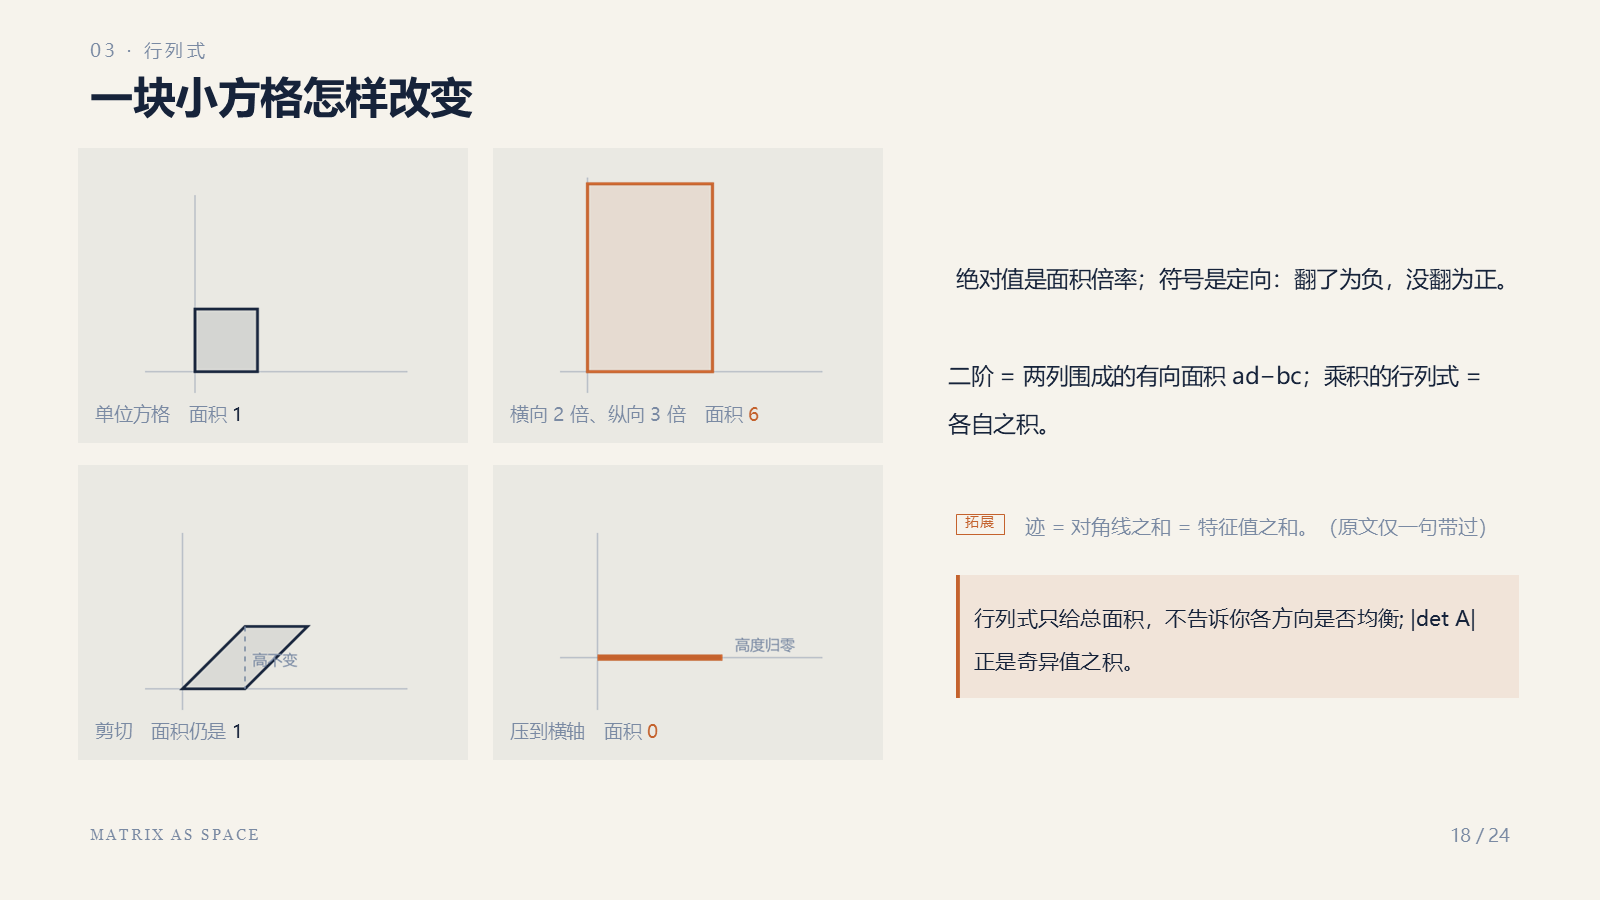 03 · 行列式
一块小方格怎样改变
单位方格 面积 1
横向 2 倍、纵向 3 倍 面积 6
高不变
剪切 面积仍是 1
高度归零
压到横轴 面积 0
绝对值是面积倍率；符号是定向：翻了为负，没翻为正。
二阶 = 两列围成的有向面积 ad−bc；乘积的行列式 =
各自之积。
拓展 迹 = 对角线之和 = 特征值之和。（原文仅一句带过）
行列式只给总面积，不告诉你各方向是否均衡; |det A|
正是奇异值之积。
MATRIX AS SPACE
18 / 24